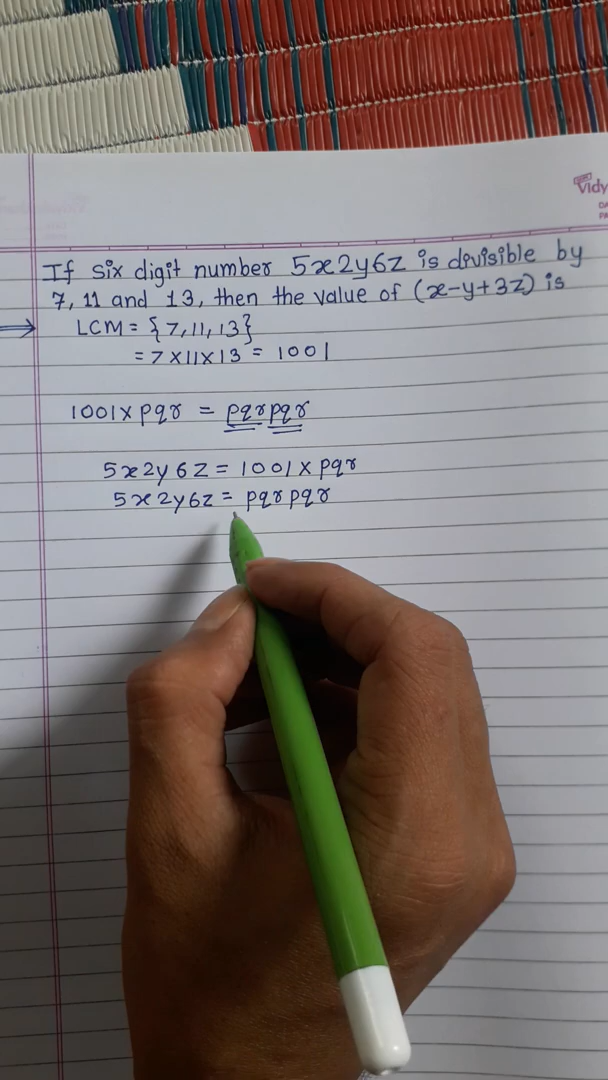 Vidy
If six digit number 5x2y6z is divisible by
7, 11 and 13, then the value of (x-y+3z) is
⇒ LCM = {7,11,13}
= 7×11×13 = 1001
1001×pqr = pqrpqr
5x2y6z = 1001×pqr
5x2y6z = pqrpqr